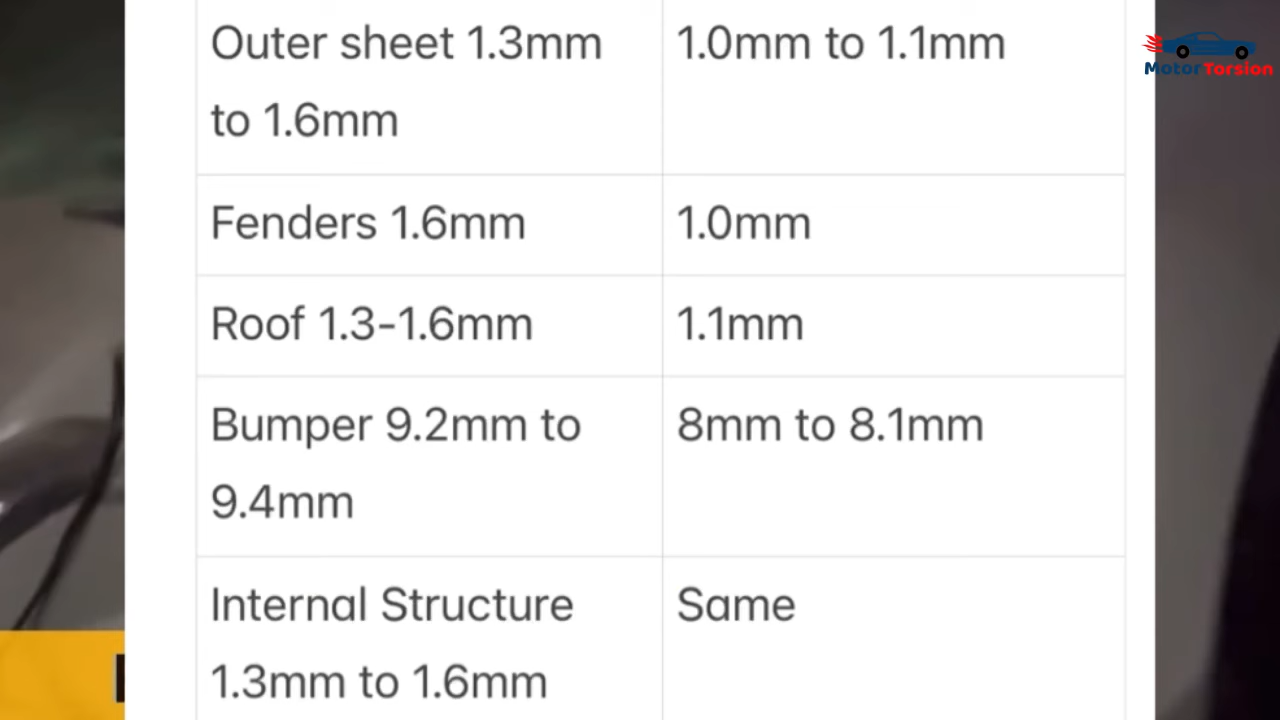 Outer sheet 1.3mm
to 1.6mm
1.0mm to 1.1mm
Fenders 1.6mm
1.0mm
Roof 1.3-1.6mm
1.1mm
Bumper 9.2mm to
9.4mm
8mm to 8.1mm
Internal Structure
1.3mm to 1.6mm
Same
MotorTorsion